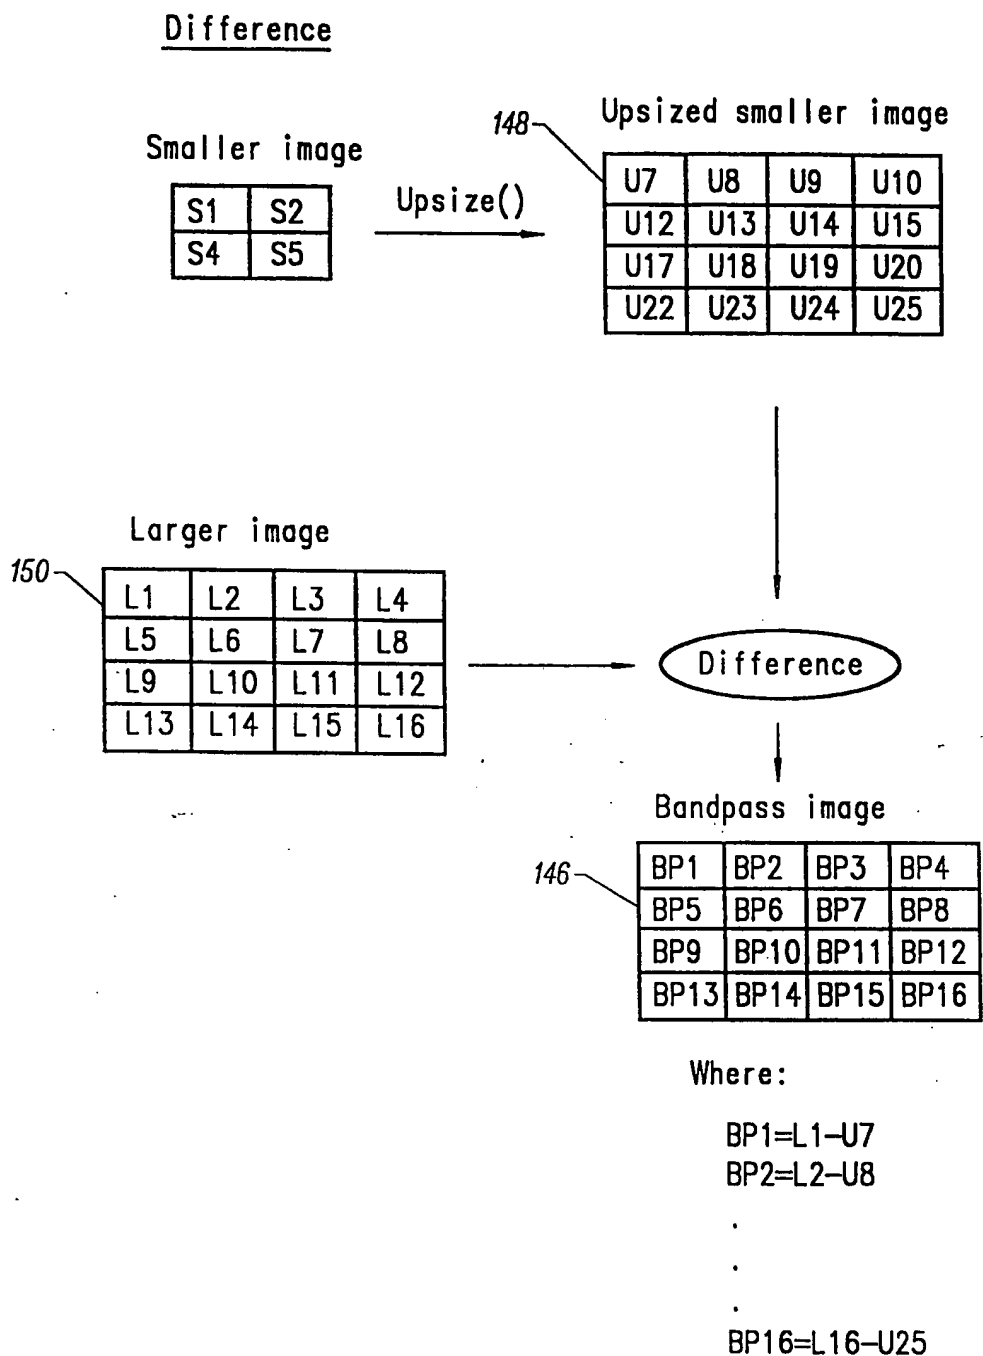 Difference
Smaller image
S1 S2
S4 S5
Upsize()
148
Upsized smaller image
U7 U8 U9 U10
U12 U13 U14 U15
U17 U18 U19 U20
U22 U23 U24 U25
Larger image
150
L1 L2 L3 L4
L5 L6 L7 L8
L9 L10 L11 L12
L13 L14 L15 L16
Difference
Bandpass image
146
BP1 BP2 BP3 BP4
BP5 BP6 BP7 BP8
BP9 BP10 BP11 BP12
BP13 BP14 BP15 BP16
Where:
BP1=L1–U7
BP2=L2–U8
.
.
.
BP16=L16–U25